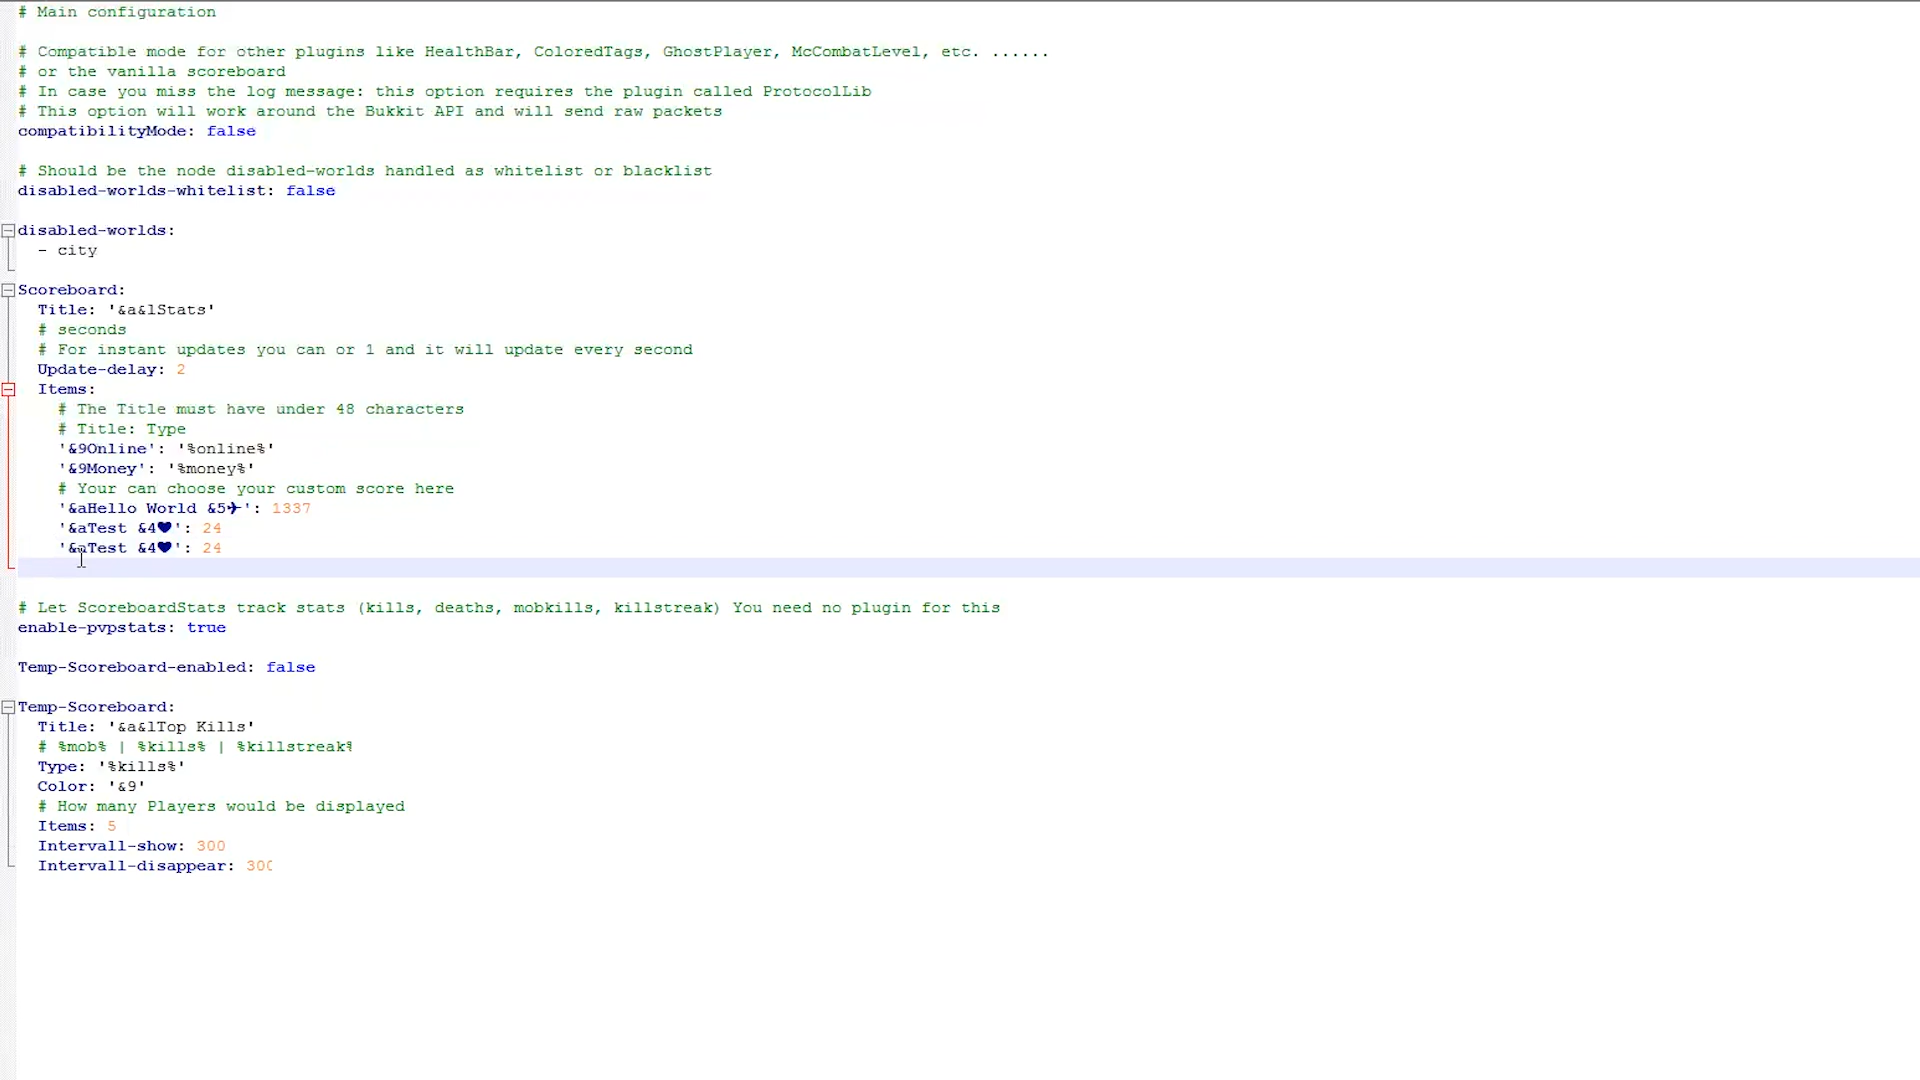 # Main configuration
# Compatible mode for other plugins like HealthBar, ColoredTags, GhostPlayer, McCombatLevel, etc. ......
# or the vanilla scoreboard
# In case you miss the log message: this option requires the plugin called ProtocolLib
# This option will work around the Bukkit API and will send raw packets
compatibilityMode: false
# Should be the node disabled-worlds handled as whitelist or blacklist
disabled-worlds-whitelist: false
disabled-worlds:
  - city
Scoreboard:
  Title: '&a&lStats'
  # seconds
  # For instant updates you can or 1 and it will update every second
  Update-delay: 2
  Items:
    # The Title must have under 48 characters
    # Title: Type
    '&9Online': '%online%'
    '&9Money': '%money%'
    # Your can choose your custom score here
    '&aHello World &5✈': 1337
    '&aTest &4❤': 24
    '&aTest &4❤': 24
# Let ScoreboardStats track stats (kills, deaths, mobkills, killstreak) You need no plugin for this
enable-pvpstats: true
Temp-Scoreboard-enabled: false
Temp-Scoreboard:
  Title: '&a&lTop Kills'
  # %mob% | %kills% | %killstreak%
  Type: '%kills%'
  Color: '&9'
  # How many Players would be displayed
  Items: 5
  Intervall-show: 300
  Intervall-disappear: 300